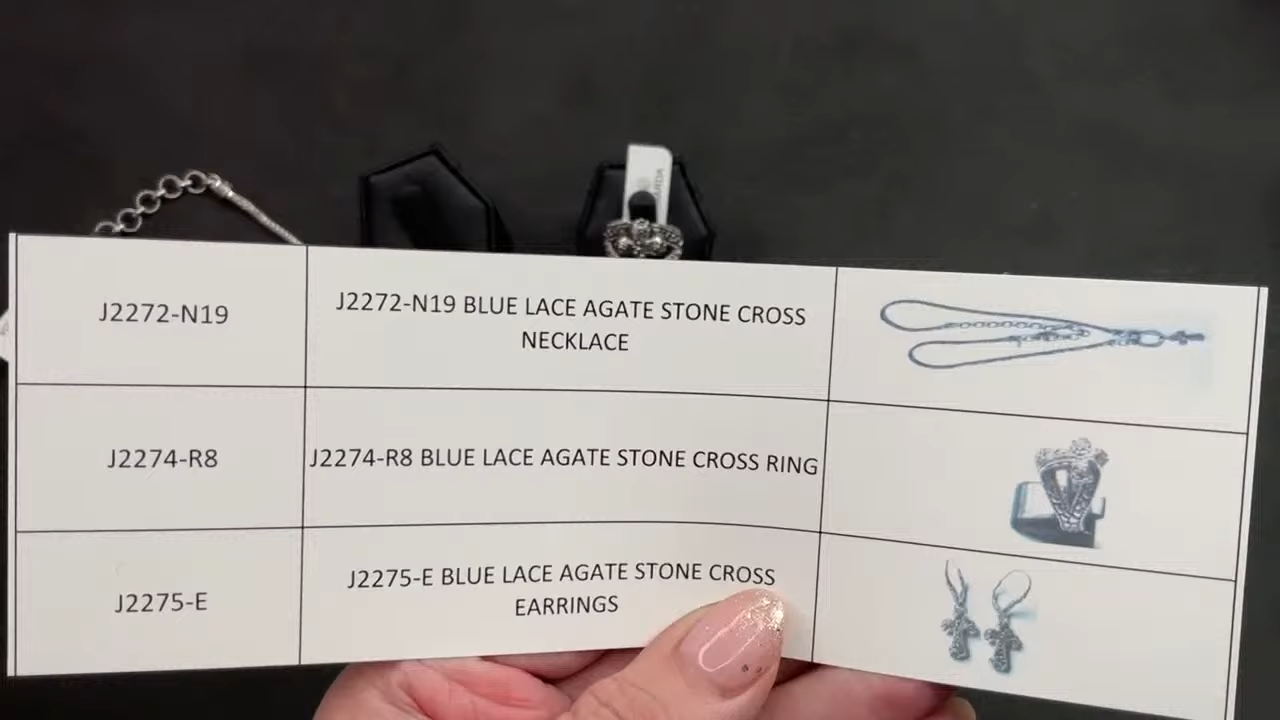 J2272-N19
J2272-N19 BLUE LACE AGATE STONE CROSS
NECKLACE
J2274-R8
J2274-R8 BLUE LACE AGATE STONE CROSS RING
J2275-E
J2275-E BLUE LACE AGATE STONE CROSS
EARRINGS